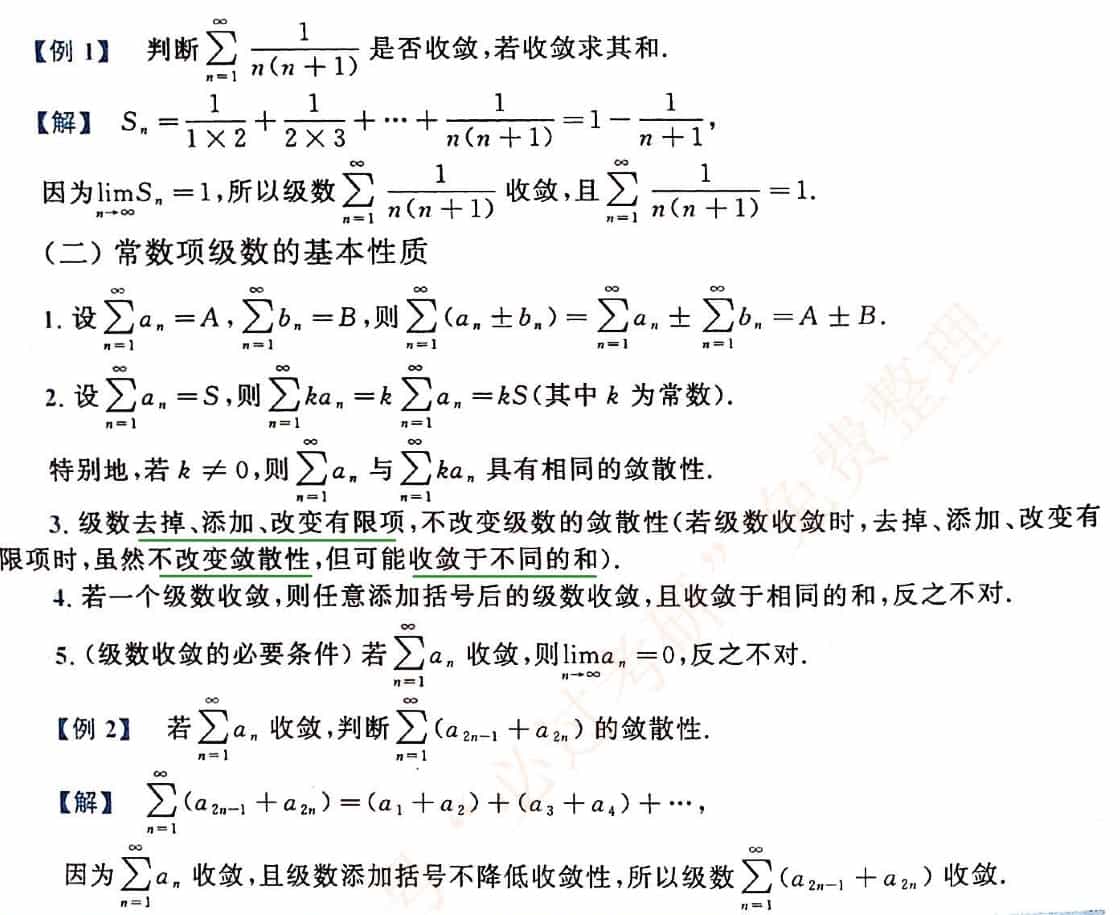 【例 1】 判断 $\sum_{n=1}^{\infty} \frac{1}{n(n+1)}$ 是否收敛,若收敛求其和.
【解】 $S_n = \frac{1}{1 \times 2} + \frac{1}{2 \times 3} + \cdots + \frac{1}{n(n+1)} = 1 - \frac{1}{n+1}$,
因为 $\lim_{n \to \infty} S_n = 1$,所以级数 $\sum_{n=1}^{\infty} \frac{1}{n(n+1)}$ 收敛,且 $\sum_{n=1}^{\infty} \frac{1}{n(n+1)} = 1$.
(二)常数项级数的基本性质
1. 设 $\sum_{n=1}^{\infty} a_n = A$, $\sum_{n=1}^{\infty} b_n = B$,则 $\sum_{n=1}^{\infty} (a_n \pm b_n) = \sum_{n=1}^{\infty} a_n \pm \sum_{n=1}^{\infty} b_n = A \pm B$.
2. 设 $\sum_{n=1}^{\infty} a_n = S$,则 $\sum_{n=1}^{\infty} ka_n = k \sum_{n=1}^{\infty} a_n = kS$(其中 k 为常数).
特别地,若 $k \neq 0$,则 $\sum_{n=1}^{\infty} a_n$ 与 $\sum_{n=1}^{\infty} ka_n$ 具有相同的敛散性.
3. 级数去掉、添加、改变有限项,不改变级数的敛散性(若级数收敛时,去掉、添加、改变有
限项时,虽然不改变敛散性,但可能收敛于不同的和).
4. 若一个级数收敛,则任意添加括号后的级数收敛,且收敛于相同的和,反之不对.
5. (级数收敛的必要条件)若 $\sum_{n=1}^{\infty} a_n$ 收敛,则 $\lim_{n \to \infty} a_n = 0$,反之不对.
【例 2】 若 $\sum_{n=1}^{\infty} a_n$ 收敛,判断 $\sum_{n=1}^{\infty} (a_{2n-1} + a_{2n})$ 的敛散性.
【解】 $\sum_{n=1}^{\infty} (a_{2n-1} + a_{2n}) = (a_1 + a_2) + (a_3 + a_4) + \cdots$,
因为 $\sum_{n=1}^{\infty} a_n$ 收敛,且级数添加括号不降低收敛性,所以级数 $\sum_{n=1}^{\infty} (a_{2n-1} + a_{2n})$ 收敛.
“必过考研”免费整理